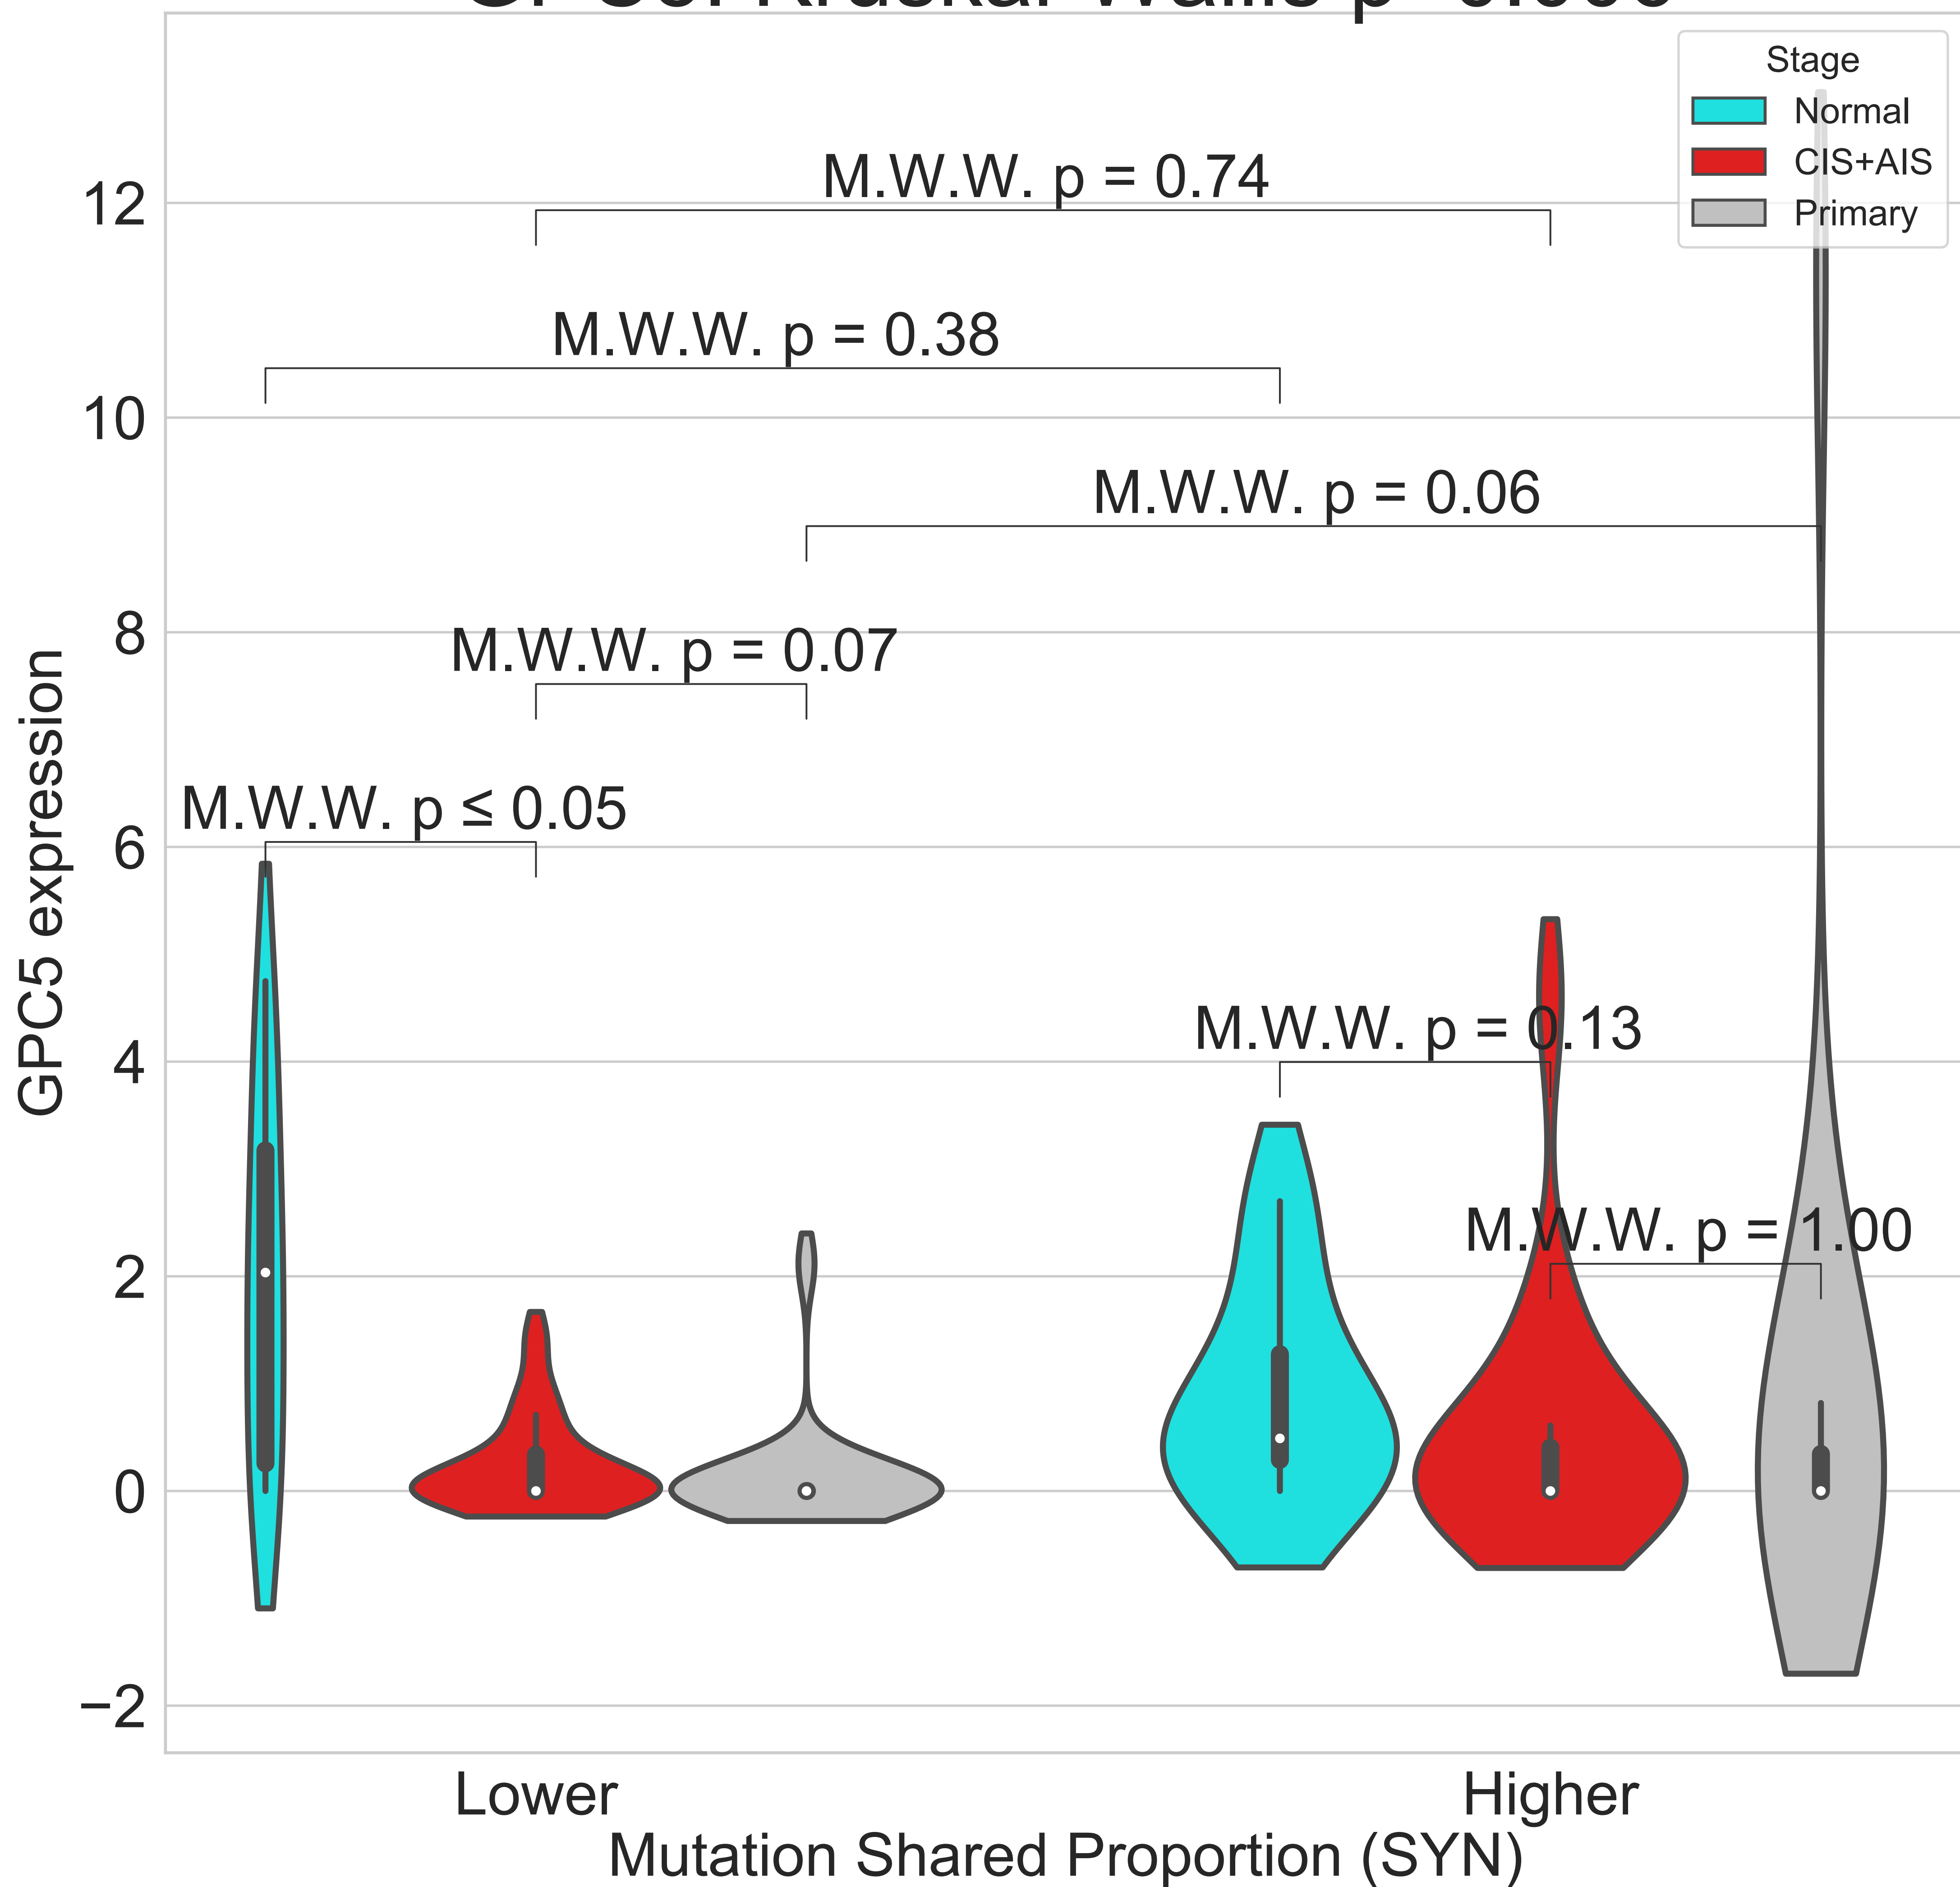 Stage
Normal
CIS+AIS
Primary
M.W.W. p = 0.74
M.W.W. p = 0.38
M.W.W. p = 0.06
M.W.W. p = 0.07
M.W.W. p ≤ 0.05
M.W.W. p = 0.13
M.W.W. p = 1.00
12
10
8
6
4
2
0
−2
GPC5 expression
Lower
Higher
Mutation Shared Proportion (SYN)